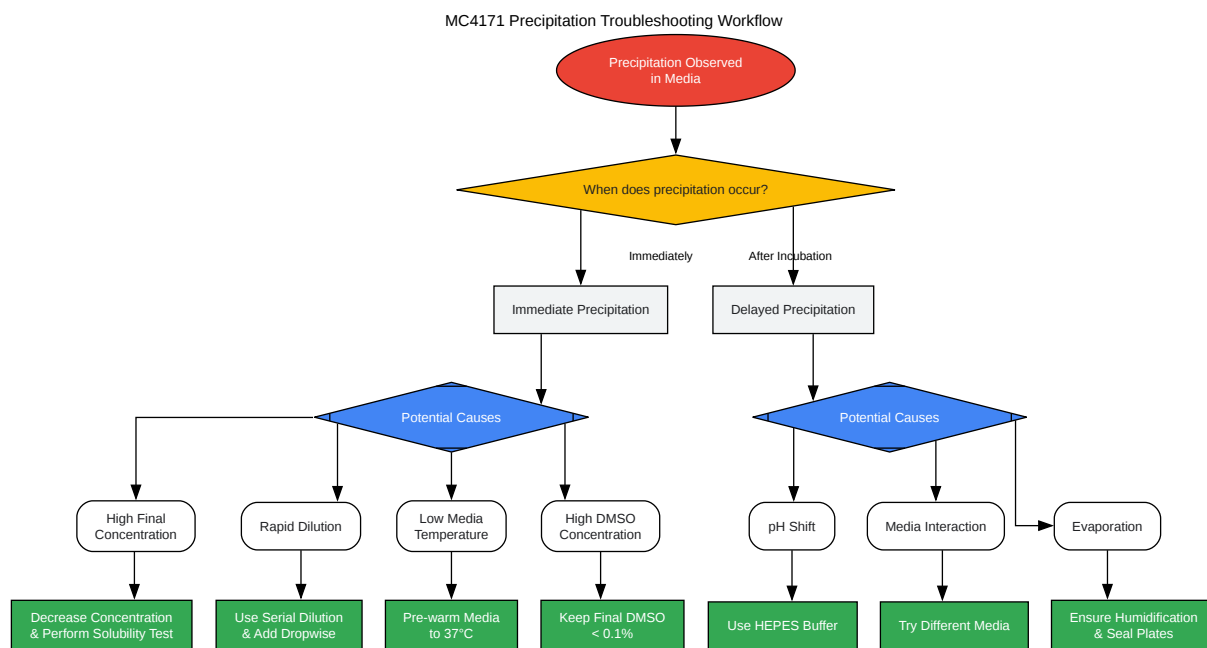 MC4171 Precipitation Troubleshooting Workflow
Precipitation Observed
in Media
When does precipitation occur?
Immediately
After Incubation
Immediate Precipitation
Delayed Precipitation
Potential Causes
Potential Causes
High Final
Concentration
Rapid Dilution
Low Media
Temperature
High DMSO
Concentration
pH Shift
Media Interaction
Evaporation
Decrease Concentration
& Perform Solubility Test
Use Serial Dilution
& Add Dropwise
Pre-warm Media
to 37°C
Keep Final DMSO
< 0.1%
Use HEPES Buffer
Try Different Media
Ensure Humidification
& Seal Plates